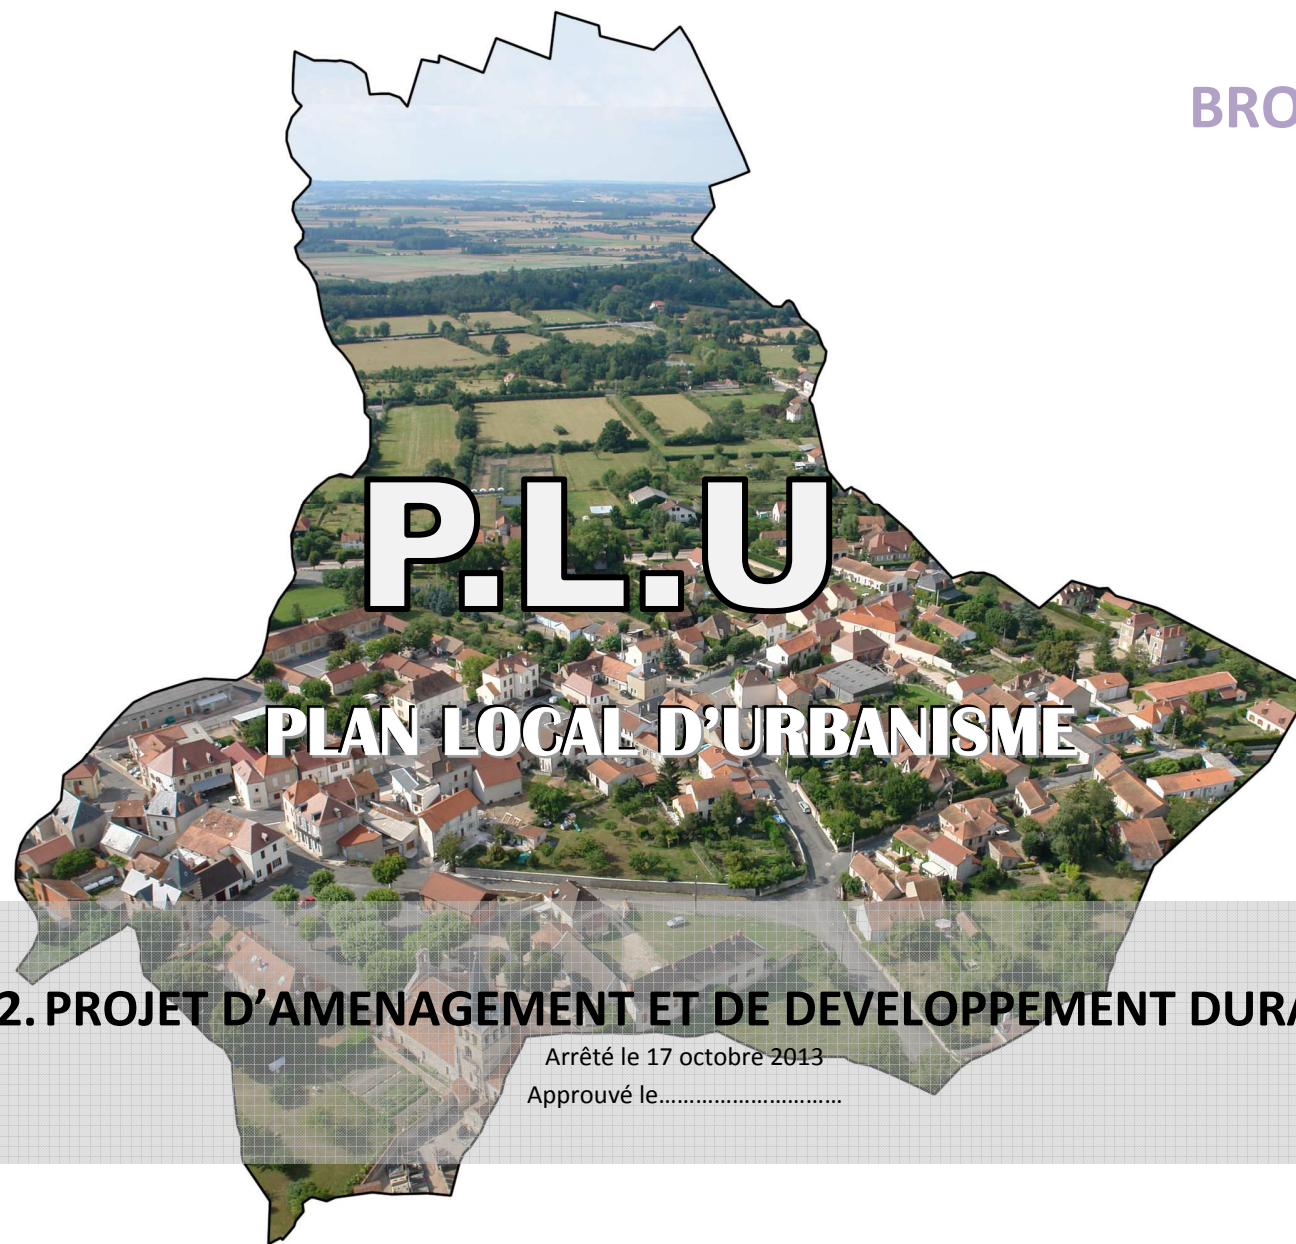 BRO
P.L.U
PLAN LOCAL D’URBANISME
2. PROJET D’AMENAGEMENT ET DE DEVELOPPEMENT DURA
Arrêté le 17 octobre 2013
Approuvé le…………………………